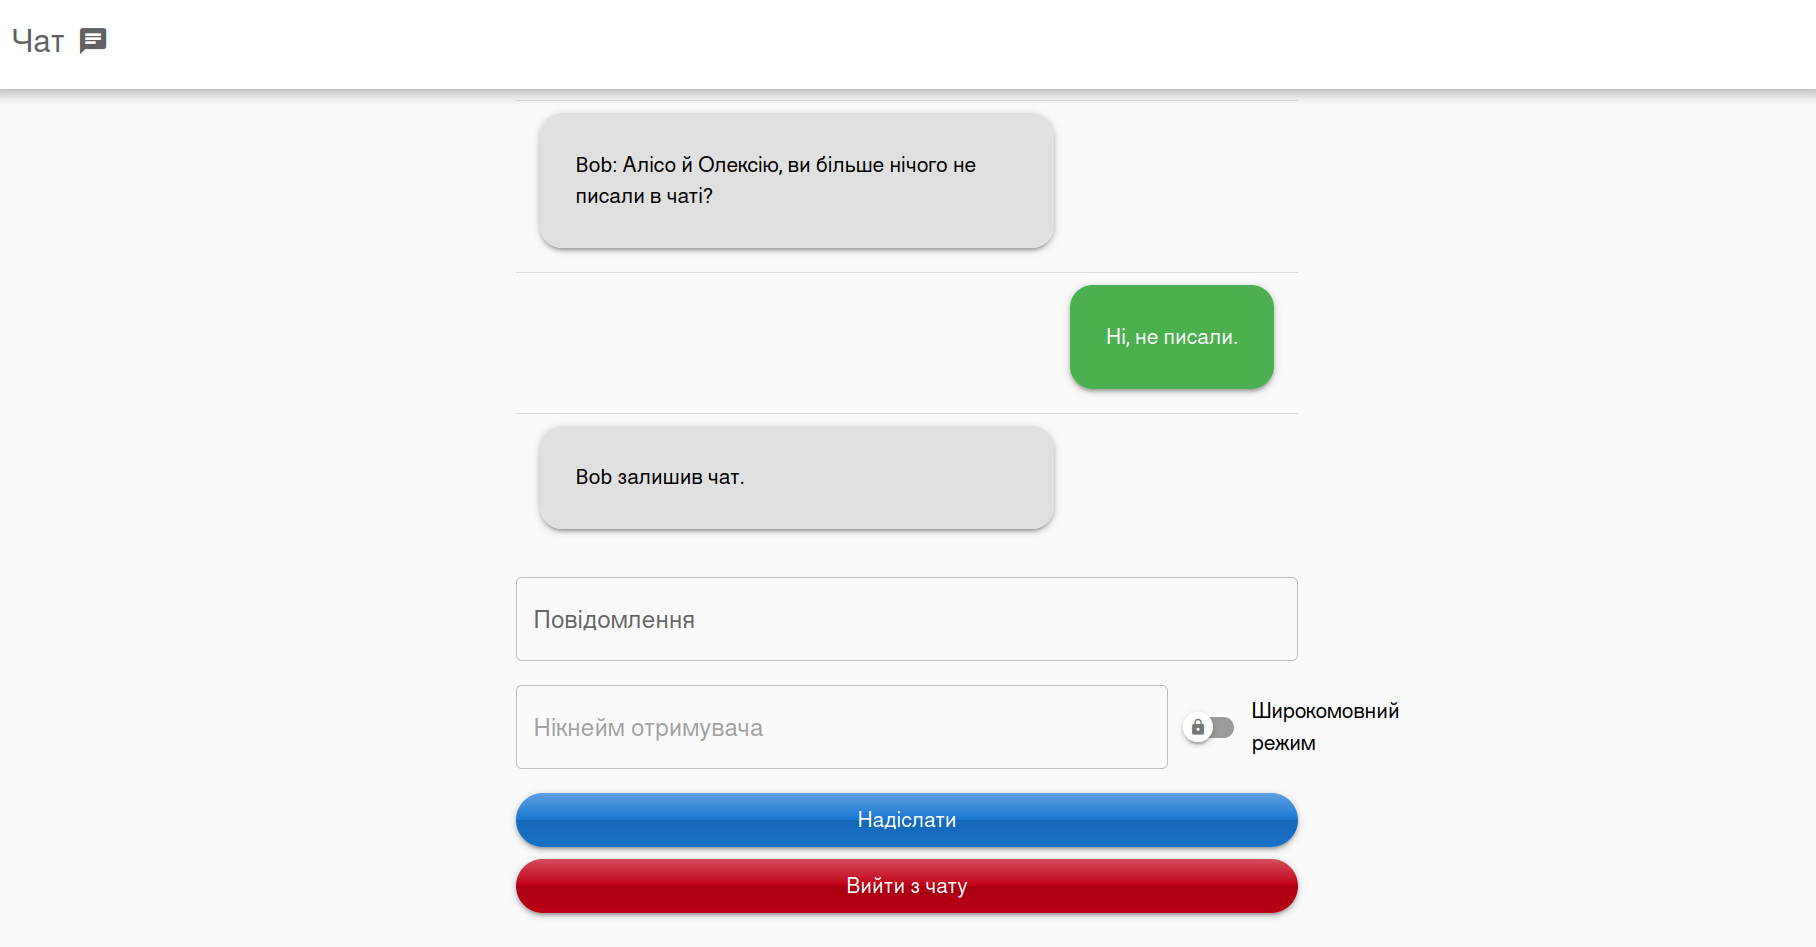 Чат
Bob: Алісо й Олексію, ви більше нічого не
писали в чаті?
Ні, не писали.
Bob залишив чат.
Повідомлення
Нікнейм отримувача
Широкомовний
режим
Надіслати
Вийти з чату